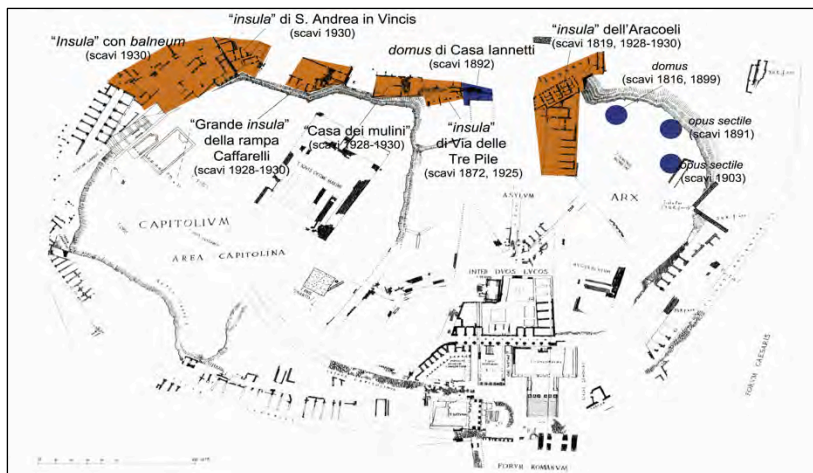 "insula" di S. Andrea in Vincis
(scavi 1930)
"Insula" con balneum
(scavi 1930)
domus di Casa Iannetti
(scavi 1892)
"insula" dell'Aracoeli
(scavi 1819, 1928-1930)
domus
(scavi 1816, 1899)
opus sectile
(scavi 1891)
opus sectile
(scavi 1903)
"Grande insula"
della rampa
Caffarelli
(scavi 1928-1930)
"Casa dei mulini"
(scavi 1928-1930)
"insula"
di Via delle
Tre Pile
(scavi 1872, 1925)
CAPITOLIVM
AREA CAPITOLINA
ASYLVM
ARX
INTER DVOS LVCOS
FORVM CAESARIS
FORVM ROMANVM